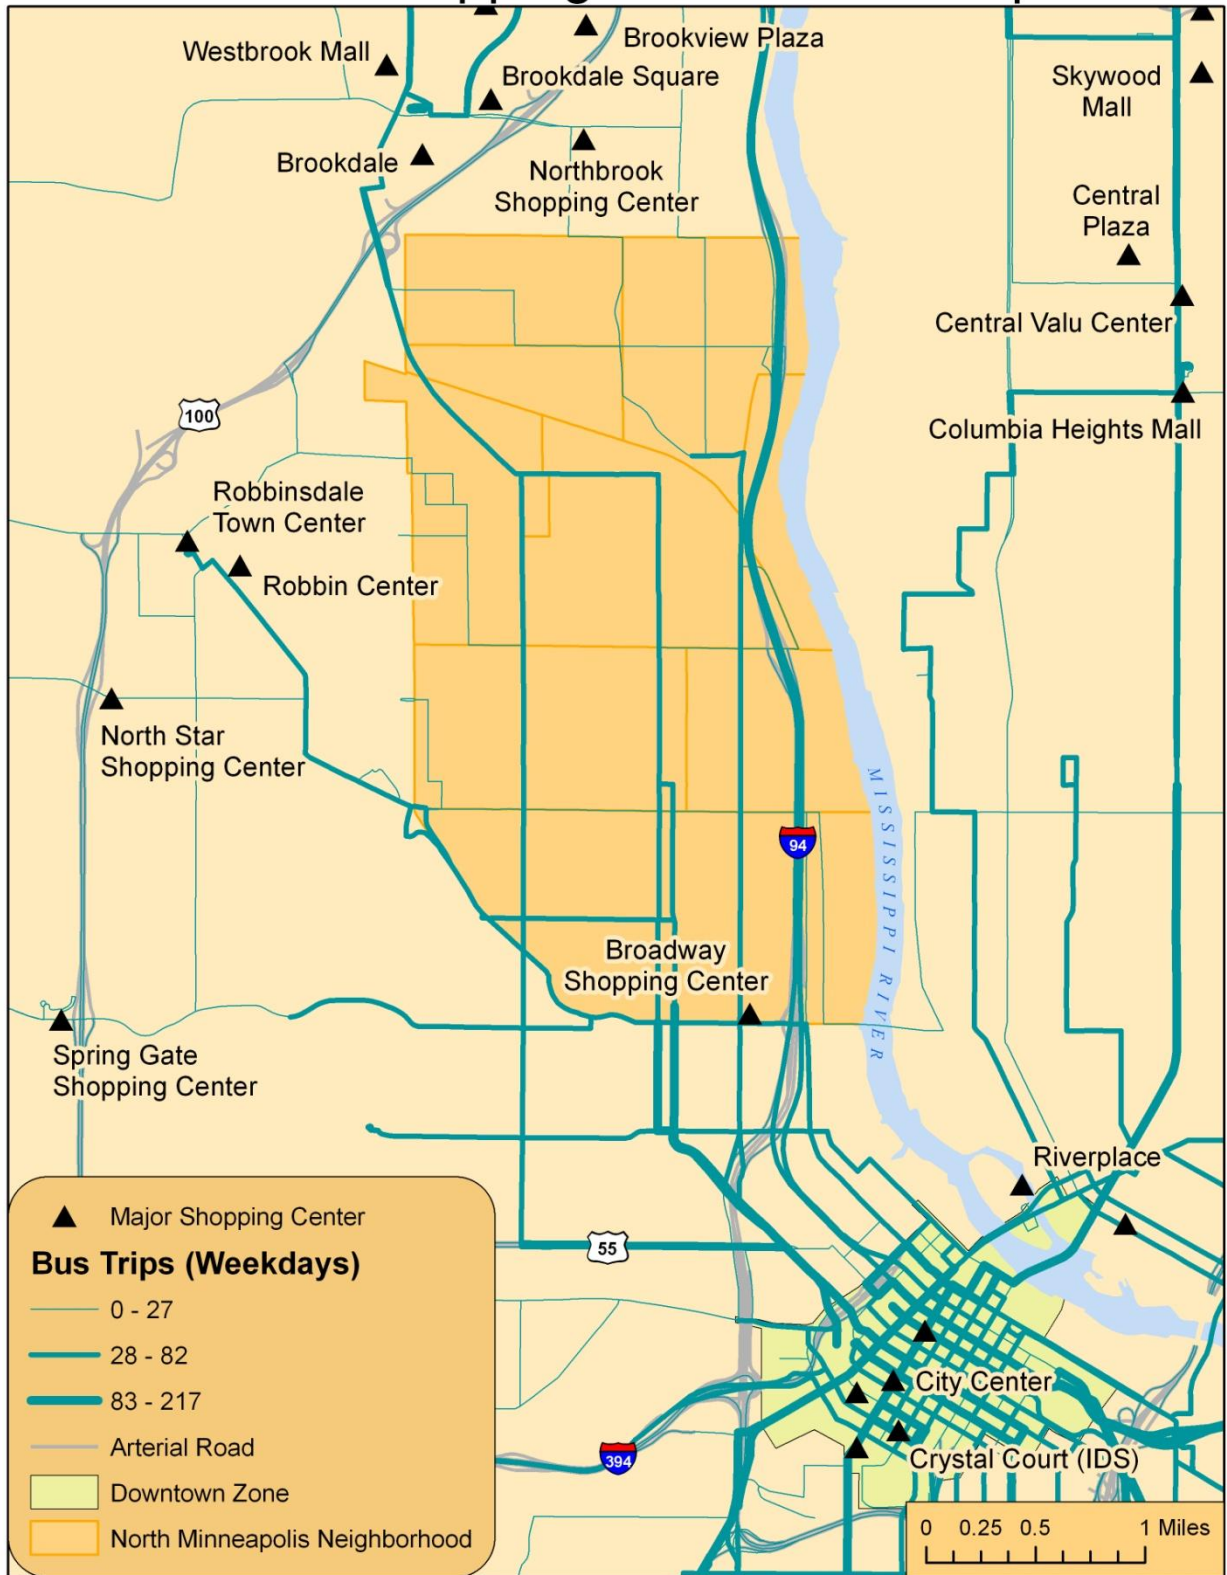 Westbrook Mall
Brookview Plaza
Brookdale Square
Skywood
Mall
Brookdale
Northbrook
Shopping Center
Central
Plaza
Central Valu Center
100
Columbia Heights Mall
Robbinsdale
Town Center
Robbin Center
North Star
Shopping Center
MISSISSIPPI RIVER
94
Broadway
Shopping Center
Spring Gate
Shopping Center
Riverplace
Major Shopping Center
55
Bus Trips (Weekdays)
0 - 27
28 - 82
83 - 217
City Center
Arterial Road
394
Crystal Court (IDS)
Downtown Zone
North Minneapolis Neighborhood
0 0.25 0.5 1 Miles